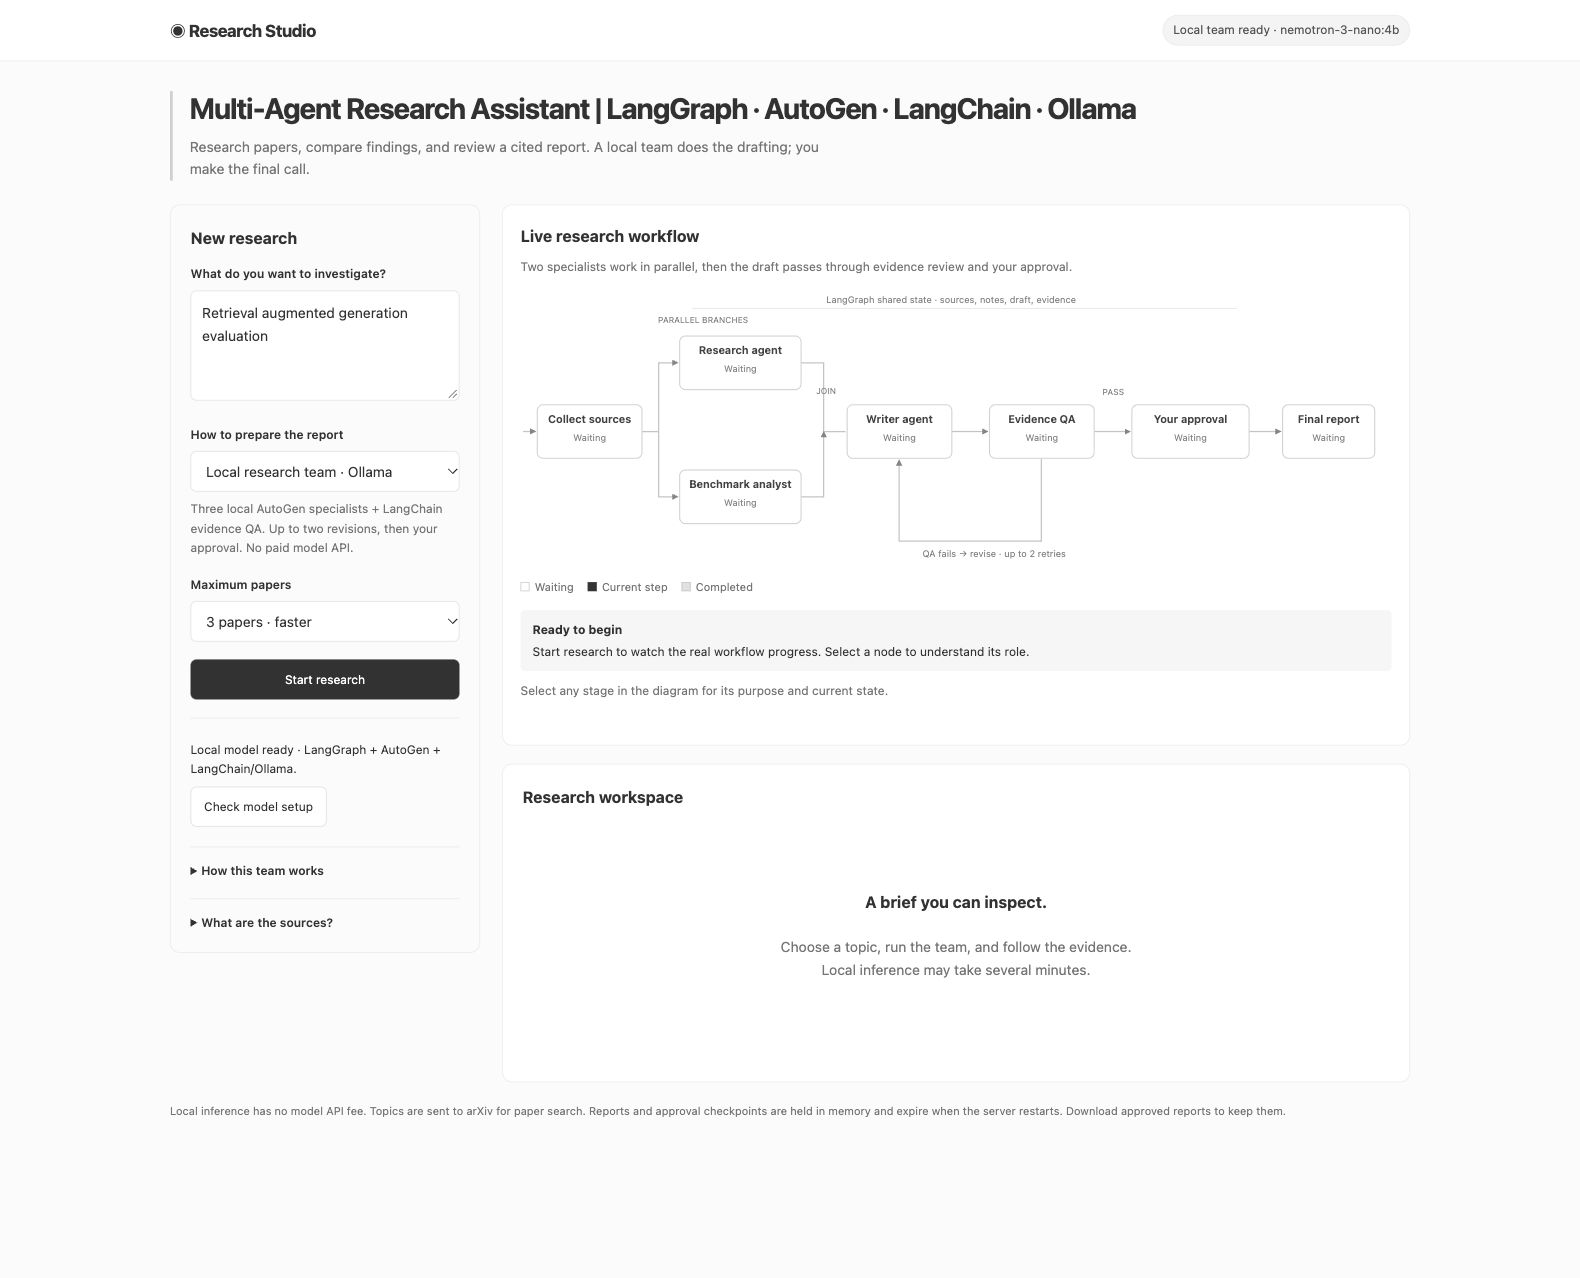 ◉ Research Studio
Local team ready · nemotron-3-nano:4b
Multi-Agent Research Assistant | LangGraph · AutoGen · LangChain · Ollama
Research papers, compare findings, and review a cited report. A local team does the drafting; you
make the final call.
New research
What do you want to investigate?
Retrieval augmented generation
evaluation
How to prepare the report
Local research team · Ollama
Three local AutoGen specialists + LangChain
evidence QA. Up to two revisions, then your
approval. No paid model API.
Maximum papers
3 papers · faster
Start research
Local model ready · LangGraph + AutoGen +
LangChain/Ollama.
Check model setup
How this team works
What are the sources?
Live research workflow
Two specialists work in parallel, then the draft passes through evidence review and your approval.
LangGraph shared state · sources, notes, draft, evidence
PARALLEL BRANCHES
Research agent
Waiting
JOIN
PASS
Collect sources
Waiting
Writer agent
Waiting
Evidence QA
Waiting
Your approval
Waiting
Final report
Waiting
Benchmark analyst
Waiting
QA fails → revise · up to 2 retries
Waiting
Current step
Completed
Ready to begin
Start research to watch the real workflow progress. Select a node to understand its role.
Select any stage in the diagram for its purpose and current state.
Research workspace
A brief you can inspect.
Choose a topic, run the team, and follow the evidence.
Local inference may take several minutes.
Local inference has no model API fee. Topics are sent to arXiv for paper search. Reports and approval checkpoints are held in memory and expire when the server restarts. Download approved reports to keep them.